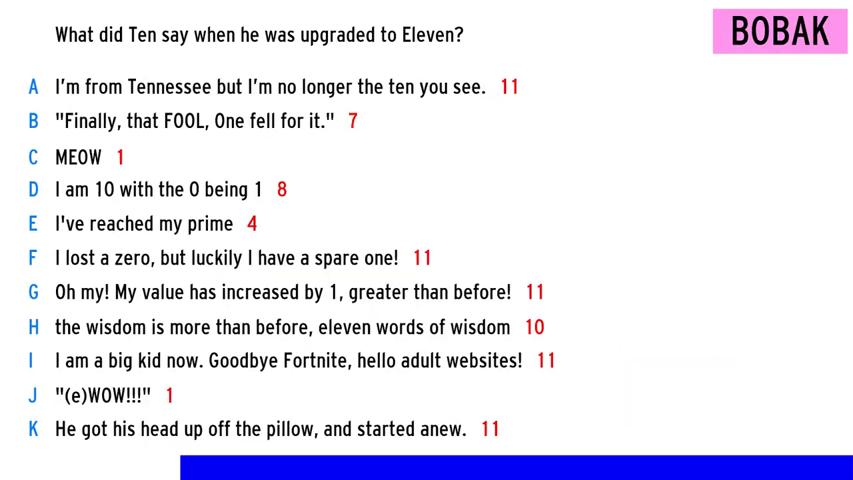 What did Ten say when he was upgraded to Eleven?
BOBAK
A I'm from Tennessee but I'm no longer the ten you see. 11
B "Finally, that FOOL, One fell for it." 7
C MEOW 1
D I am 10 with the 0 being 1 8
E I've reached my prime 4
F I lost a zero, but luckily I have a spare one! 11
G Oh my! My value has increased by 1, greater than before! 11
H the wisdom is more than before, eleven words of wisdom 10
I I am a big kid now. Goodbye Fortnite, hello adult websites! 11
J "(e)WOW!!!" 1
K He got his head up off the pillow, and started anew. 11